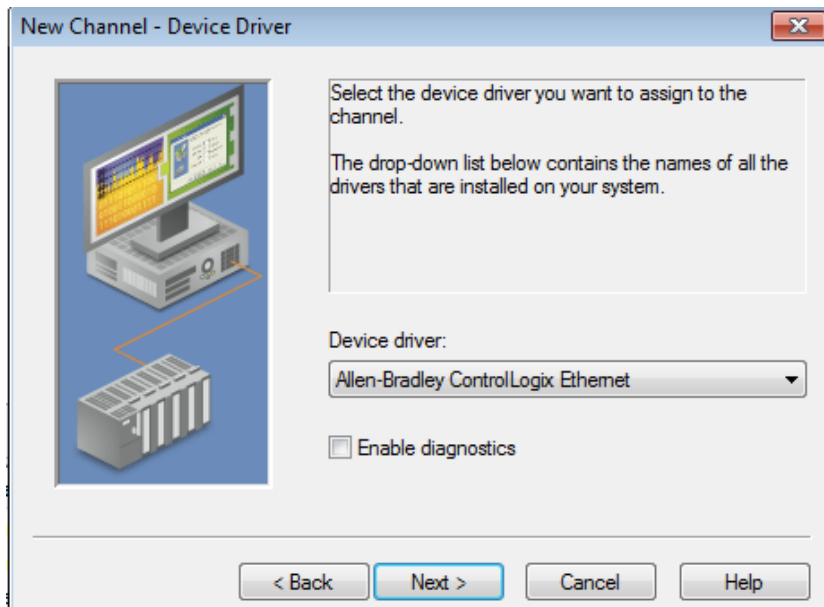 New Channel - Device Driver
Select the device driver you want to assign to the
channel.
The drop-down list below contains the names of all the
drivers that are installed on your system.
Device driver:
Allen-Bradley ControlLogix Ethernet
Enable diagnostics
< Back
Next >
Cancel
Help